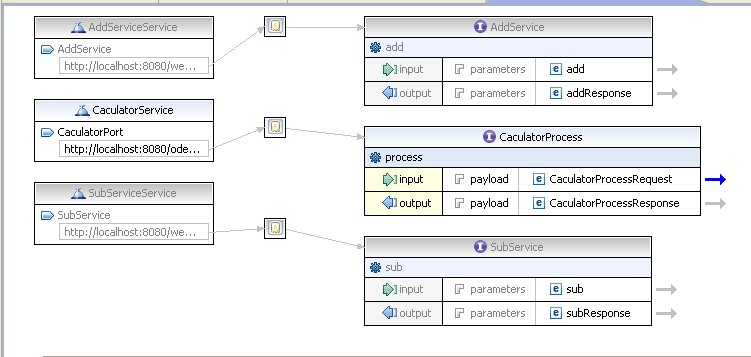 AddServiceService
AddService
http://localhost:8080/we...
AddService
add
input parameters add
output parameters addResponse
CaculatorService
CaculatorPort
http://localhost:8080/ode...
CaculatorProcess
process
input payload CaculatorProcessRequest
output payload CaculatorProcessResponse
SubServiceService
SubService
http://localhost:8080/we...
SubService
sub
input parameters sub
output parameters subResponse